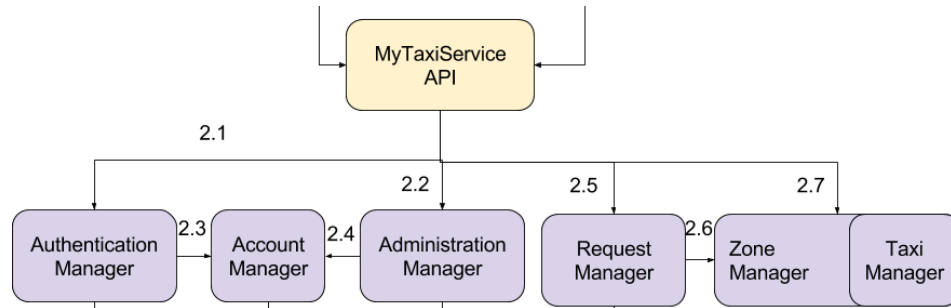 MyTaxiService
API
2.1
2.2
2.5
2.7
2.3
2.4
2.6
Authentication
Manager
Account
Manager
Administration
Manager
Request
Manager
Zone
Manager
Taxi
Manager